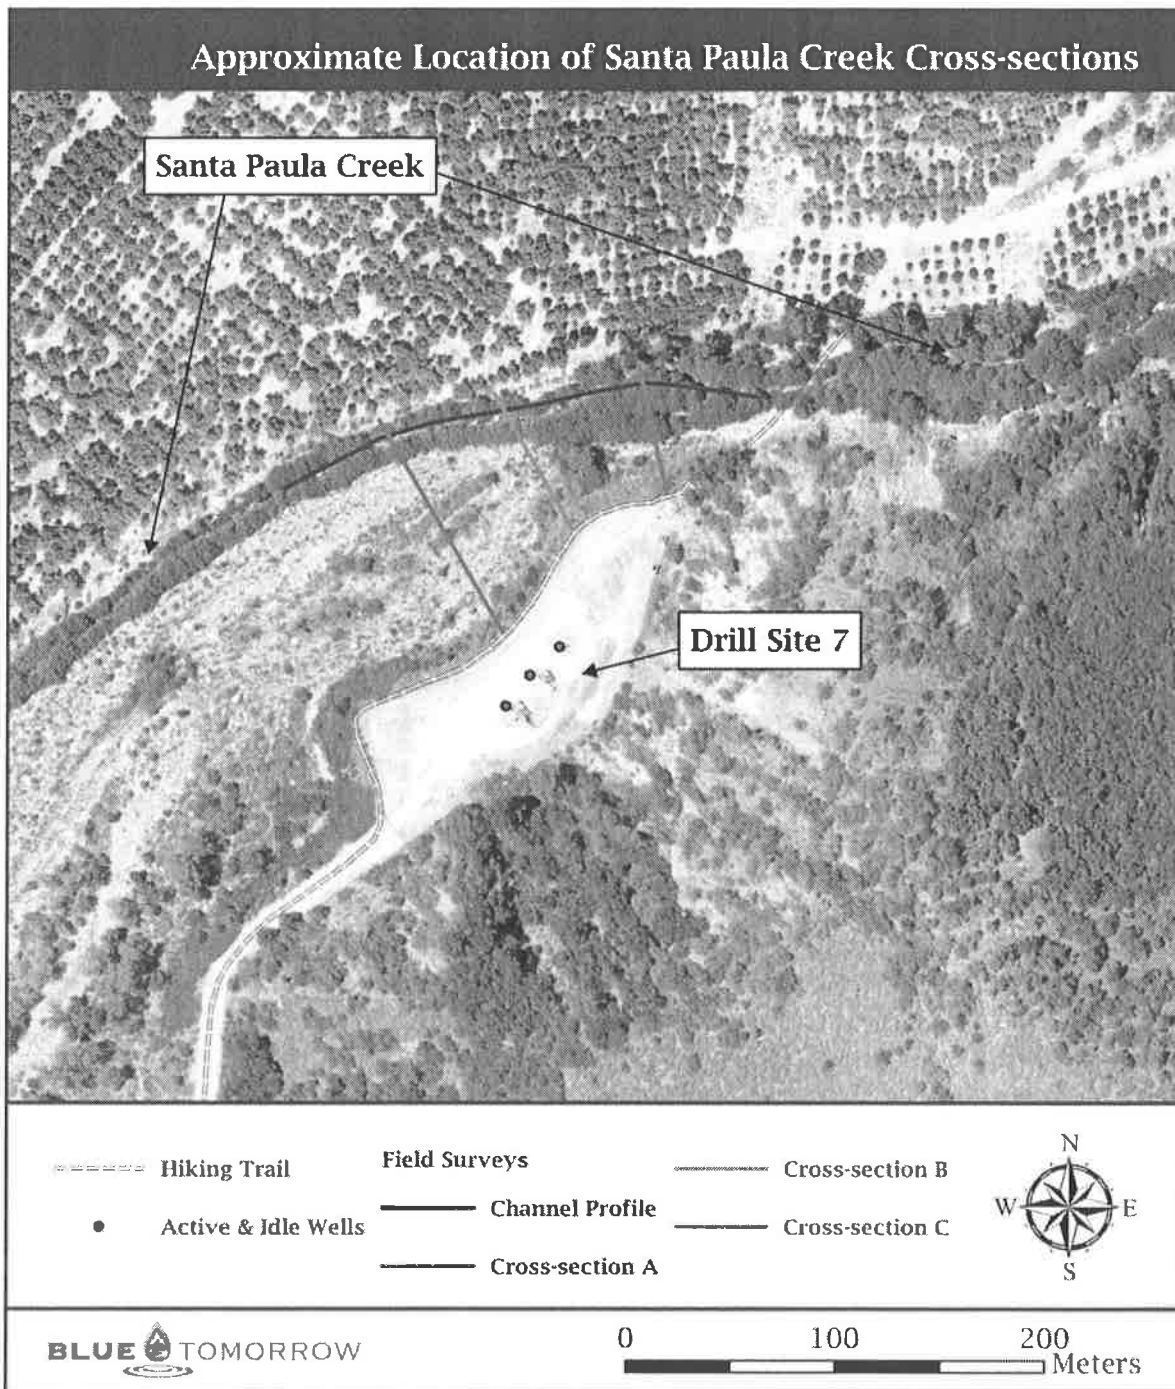 Approximate Location of Santa Paula Creek Cross-sections
Santa Paula Creek
Drill Site 7
Hiking Trail
Active & Idle Wells
Field Surveys
Channel Profile
Cross-section A
Cross-section B
Cross-section C
N
W E
S
BLUE TOMORROW
0 100 200
Meters